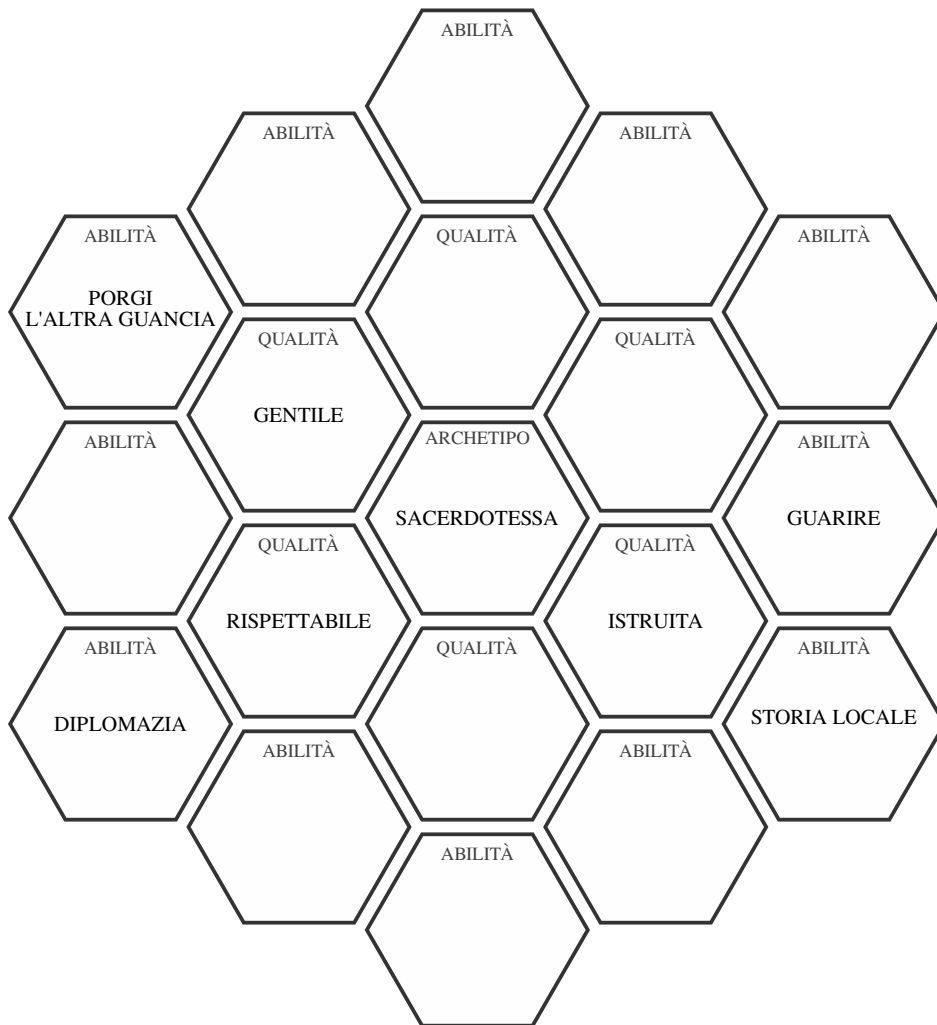 ABILITÀ
ABILITÀ
ABILITÀ
ABILITÀ
PORGI
L'ALTRA GUANCIA
QUALITÀ
ABILITÀ
QUALITÀ
GENTILE
QUALITÀ
ABILITÀ
ARCHETIPO
SACERDOTESSA
ABILITÀ
GUARIRE
QUALITÀ
RISPETTABILE
QUALITÀ
ISTRUITA
ABILITÀ
DIPLOMAZIA
QUALITÀ
ABILITÀ
STORIA LOCALE
ABILITÀ
ABILITÀ
ABILITÀ